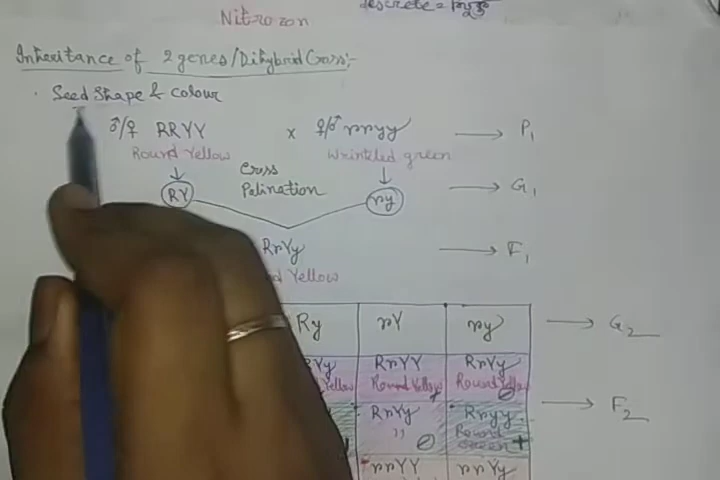 Nitrozon
discrete =
Inheritance of 2 genes/Dihybrid Cross:-
· Seed Shape & colour
♂/♀ RRYY x ♀/♂ rryy → P₁
Round Yellow Wrinkled green
Cross
Polination
RY ry → G₁
RrYy → F₁
Yellow
Ry rY ry → G₂
RrYY RrYy
Yellow Round Yellow Round Yellow
→ F₂
RrYy Rryy
,, Round
Green
rrYY rrYy